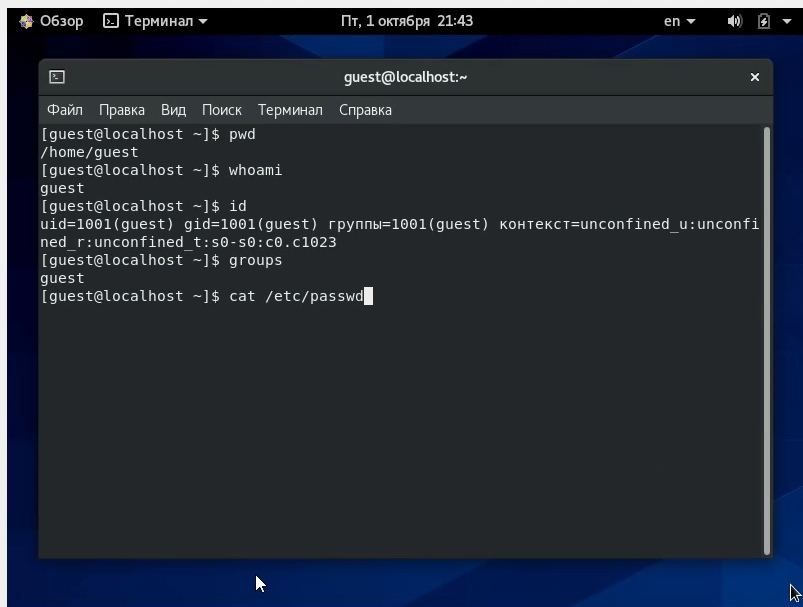 Обзор Терминал Пт, 1 октября 21:43 en
guest@localhost:~
Файл Правка Вид Поиск Терминал Справка
[guest@localhost ~]$ pwd
/home/guest
[guest@localhost ~]$ whoami
guest
[guest@localhost ~]$ id
uid=1001(guest) gid=1001(guest) группы=1001(guest) контекст=unconfined_u:unconfi
ned_r:unconfined_t:s0-s0:c0.c1023
[guest@localhost ~]$ groups
guest
[guest@localhost ~]$ cat /etc/passwd